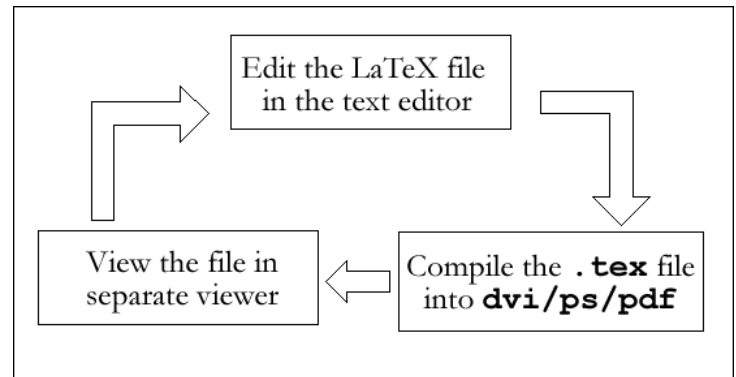 Edit the LaTeX file
in the text editor
Compile the .tex file
into dvi/ps/pdf
View the file in
separate viewer